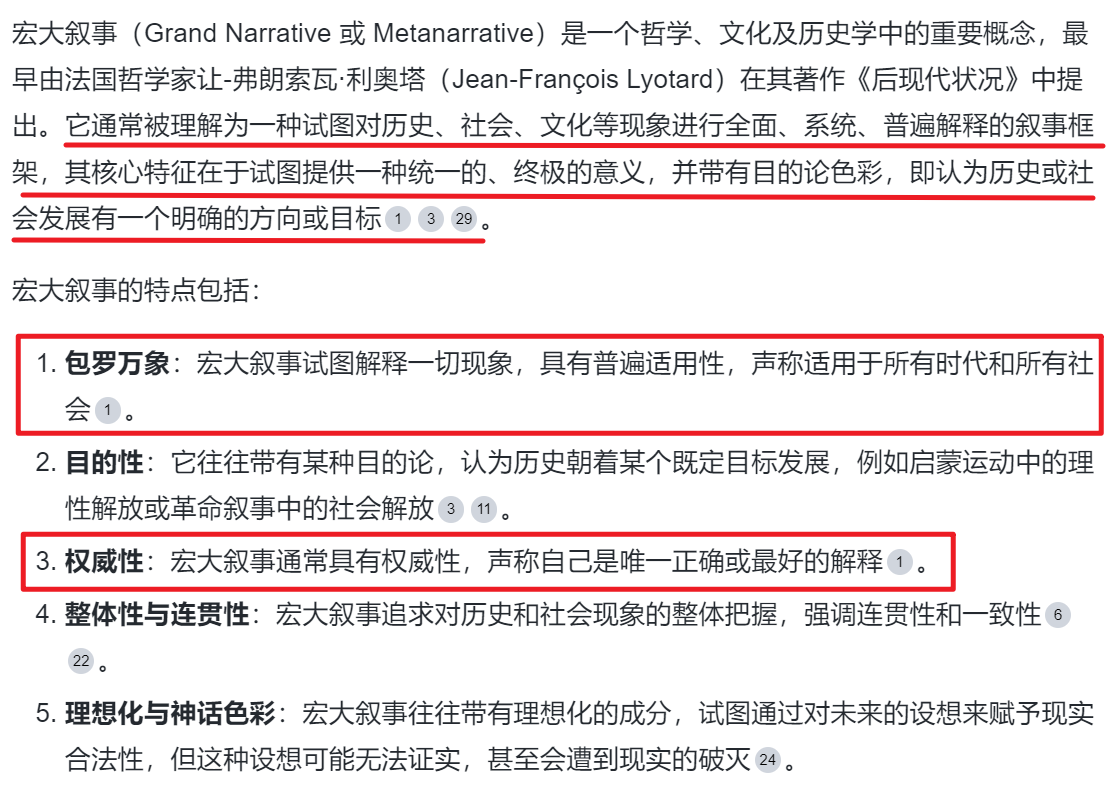 宏大叙事（Grand Narrative 或 Metanarrative）是一个哲学、文化及历史学中的重要概念，最
早由法国哲学家让-弗朗索瓦·利奥塔（Jean-François Lyotard）在其著作《后现代状况》中提
出。它通常被理解为一种试图对历史、社会、文化等现象进行全面、系统、普遍解释的叙事框
架，其核心特征在于试图提供一种统一的、终极的意义，并带有目的论色彩，即认为历史或社
会发展有一个明确的方向或目标 1 3 29 。
宏大叙事的特点包括：
1. 包罗万象：宏大叙事试图解释一切现象，具有普遍适用性，声称适用于所有时代和所有社
会 1 。
2. 目的性：它往往带有某种目的论，认为历史朝着某个既定目标发展，例如启蒙运动中的理
性解放或革命叙事中的社会解放 3 11 。
3. 权威性：宏大叙事通常具有权威性，声称自己是唯一正确或最好的解释 1 。
4. 整体性与连贯性：宏大叙事追求对历史和社会现象的整体把握，强调连贯性和一致性 6
22 。
5. 理想化与神话色彩：宏大叙事往往带有理想化的成分，试图通过对未来的设想来赋予现实
合法性，但这种设想可能无法证实，甚至会遭到现实的破灭 24 。